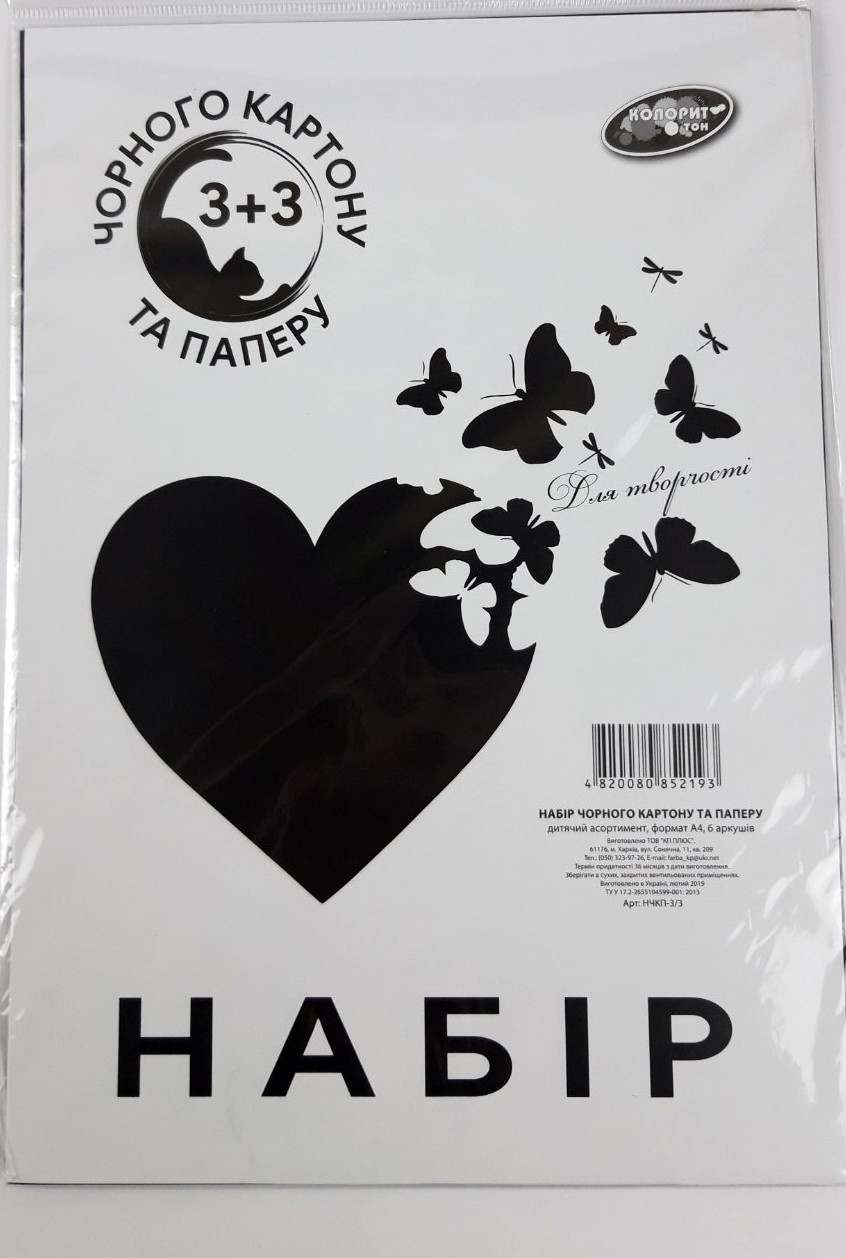 ЧОРНОГО КАРТОНУ
3+3
ТА ПАПЕРУ
КОЛОРИТ
ТОН
Для творчості
4 820080 852193
НАБІР ЧОРНОГО КАРТОНУ ТА ПАПЕРУ
дитячий асортимент, формат А4, 6 аркушів
Виготовлено ТОВ "КП ПЛЮС".
61176, м. Харків, вул. Сонячна, 11, кв. 209
Тел.: (050) 323-97-26, E-mail: farba_kp@ukr.net
Термін придатності 36 місяців з дати виготовлення.
Зберігати в сухих, закритих вентильованих приміщеннях.
Виготовлено в Україні, лютий 2019
ТУ У 17.2-2655104599-001: 2013
Арт: НЧКП-3/3
НАБІР